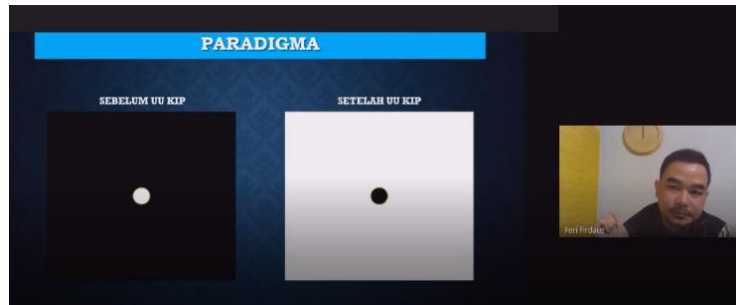 PARADIGMA
SEBELUM UU KIP
SETELAH UU KIP
Feri Firdaus